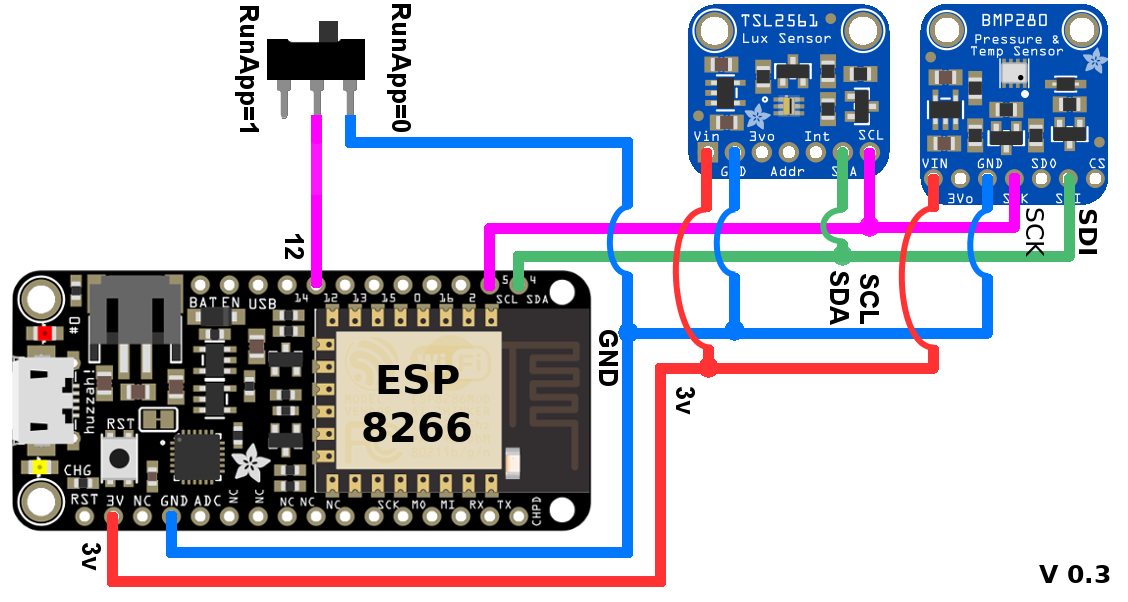 RunApp=1
RunApp=0
TSL2561
Lux Sensor
Vin
3vo
Int
SCL
GND
Addr
SDA
BMP280
Pressure &
Temp Sensor
VIN
GND
SDO
CS
3Vo
SCK
SDI
SCK
SDI
12
SDA
SCL
GND
3v
BAT EN USB
14 12 13 15 0 16 2 5 4
SCL SDA
#0
huzzah!
WiFi
ESP
8266
RST
CHG
RST 3V NC GND ADC NC NC NC NC NC SCK MO MI RX TX CHPD
3v
V 0.3